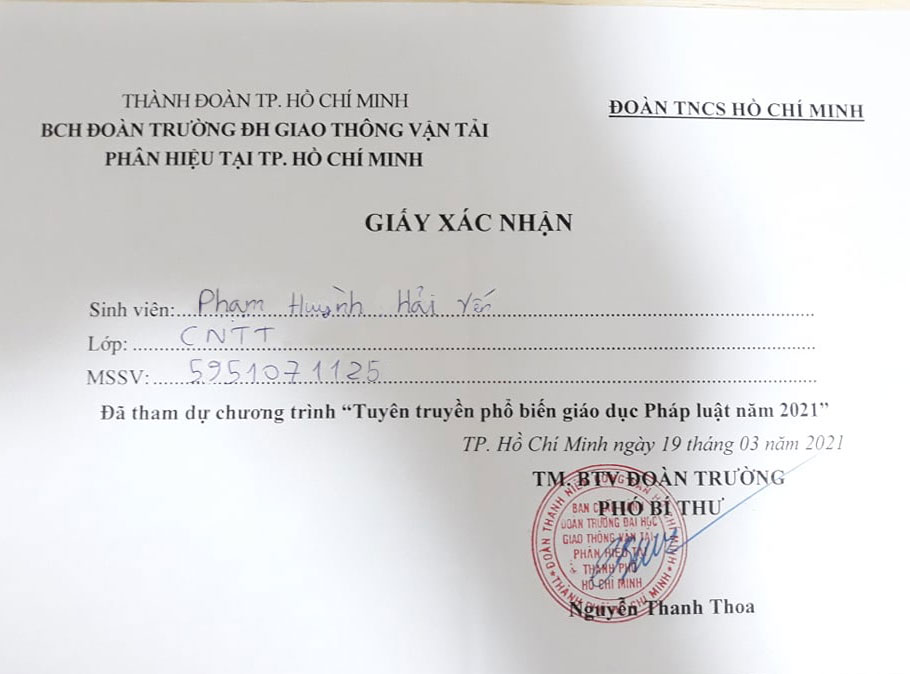 THÀNH ĐOÀN TP. HỒ CHÍ MINH
BCH ĐOÀN TRƯỜNG ĐH GIAO THÔNG VẬN TẢI
PHÂN HIỆU TẠI TP. HỒ CHÍ MINH
ĐOÀN TNCS HỒ CHÍ MINH
GIẤY XÁC NHẬN
Sinh viên: Phạm Huỳnh Hải Yến
Lớp: CNTT
MSSV: 5951071125
Đã tham dự chương trình “Tuyên truyền phổ biến giáo dục Pháp luật năm 2021”
TP. Hồ Chí Minh ngày 19 tháng 03 năm 2021
TM. BTV ĐOÀN TRƯỜNG
PHÓ BÍ THƯ
BAN CHẤP HÀNH
ĐOÀN TRƯỜNG ĐẠI HỌC
GIAO THÔNG VẬN TẢI
PHÂN HIỆU TẠI
THÀNH PHỐ
HỒ CHÍ MINH
Nguyễn Thanh Thoa